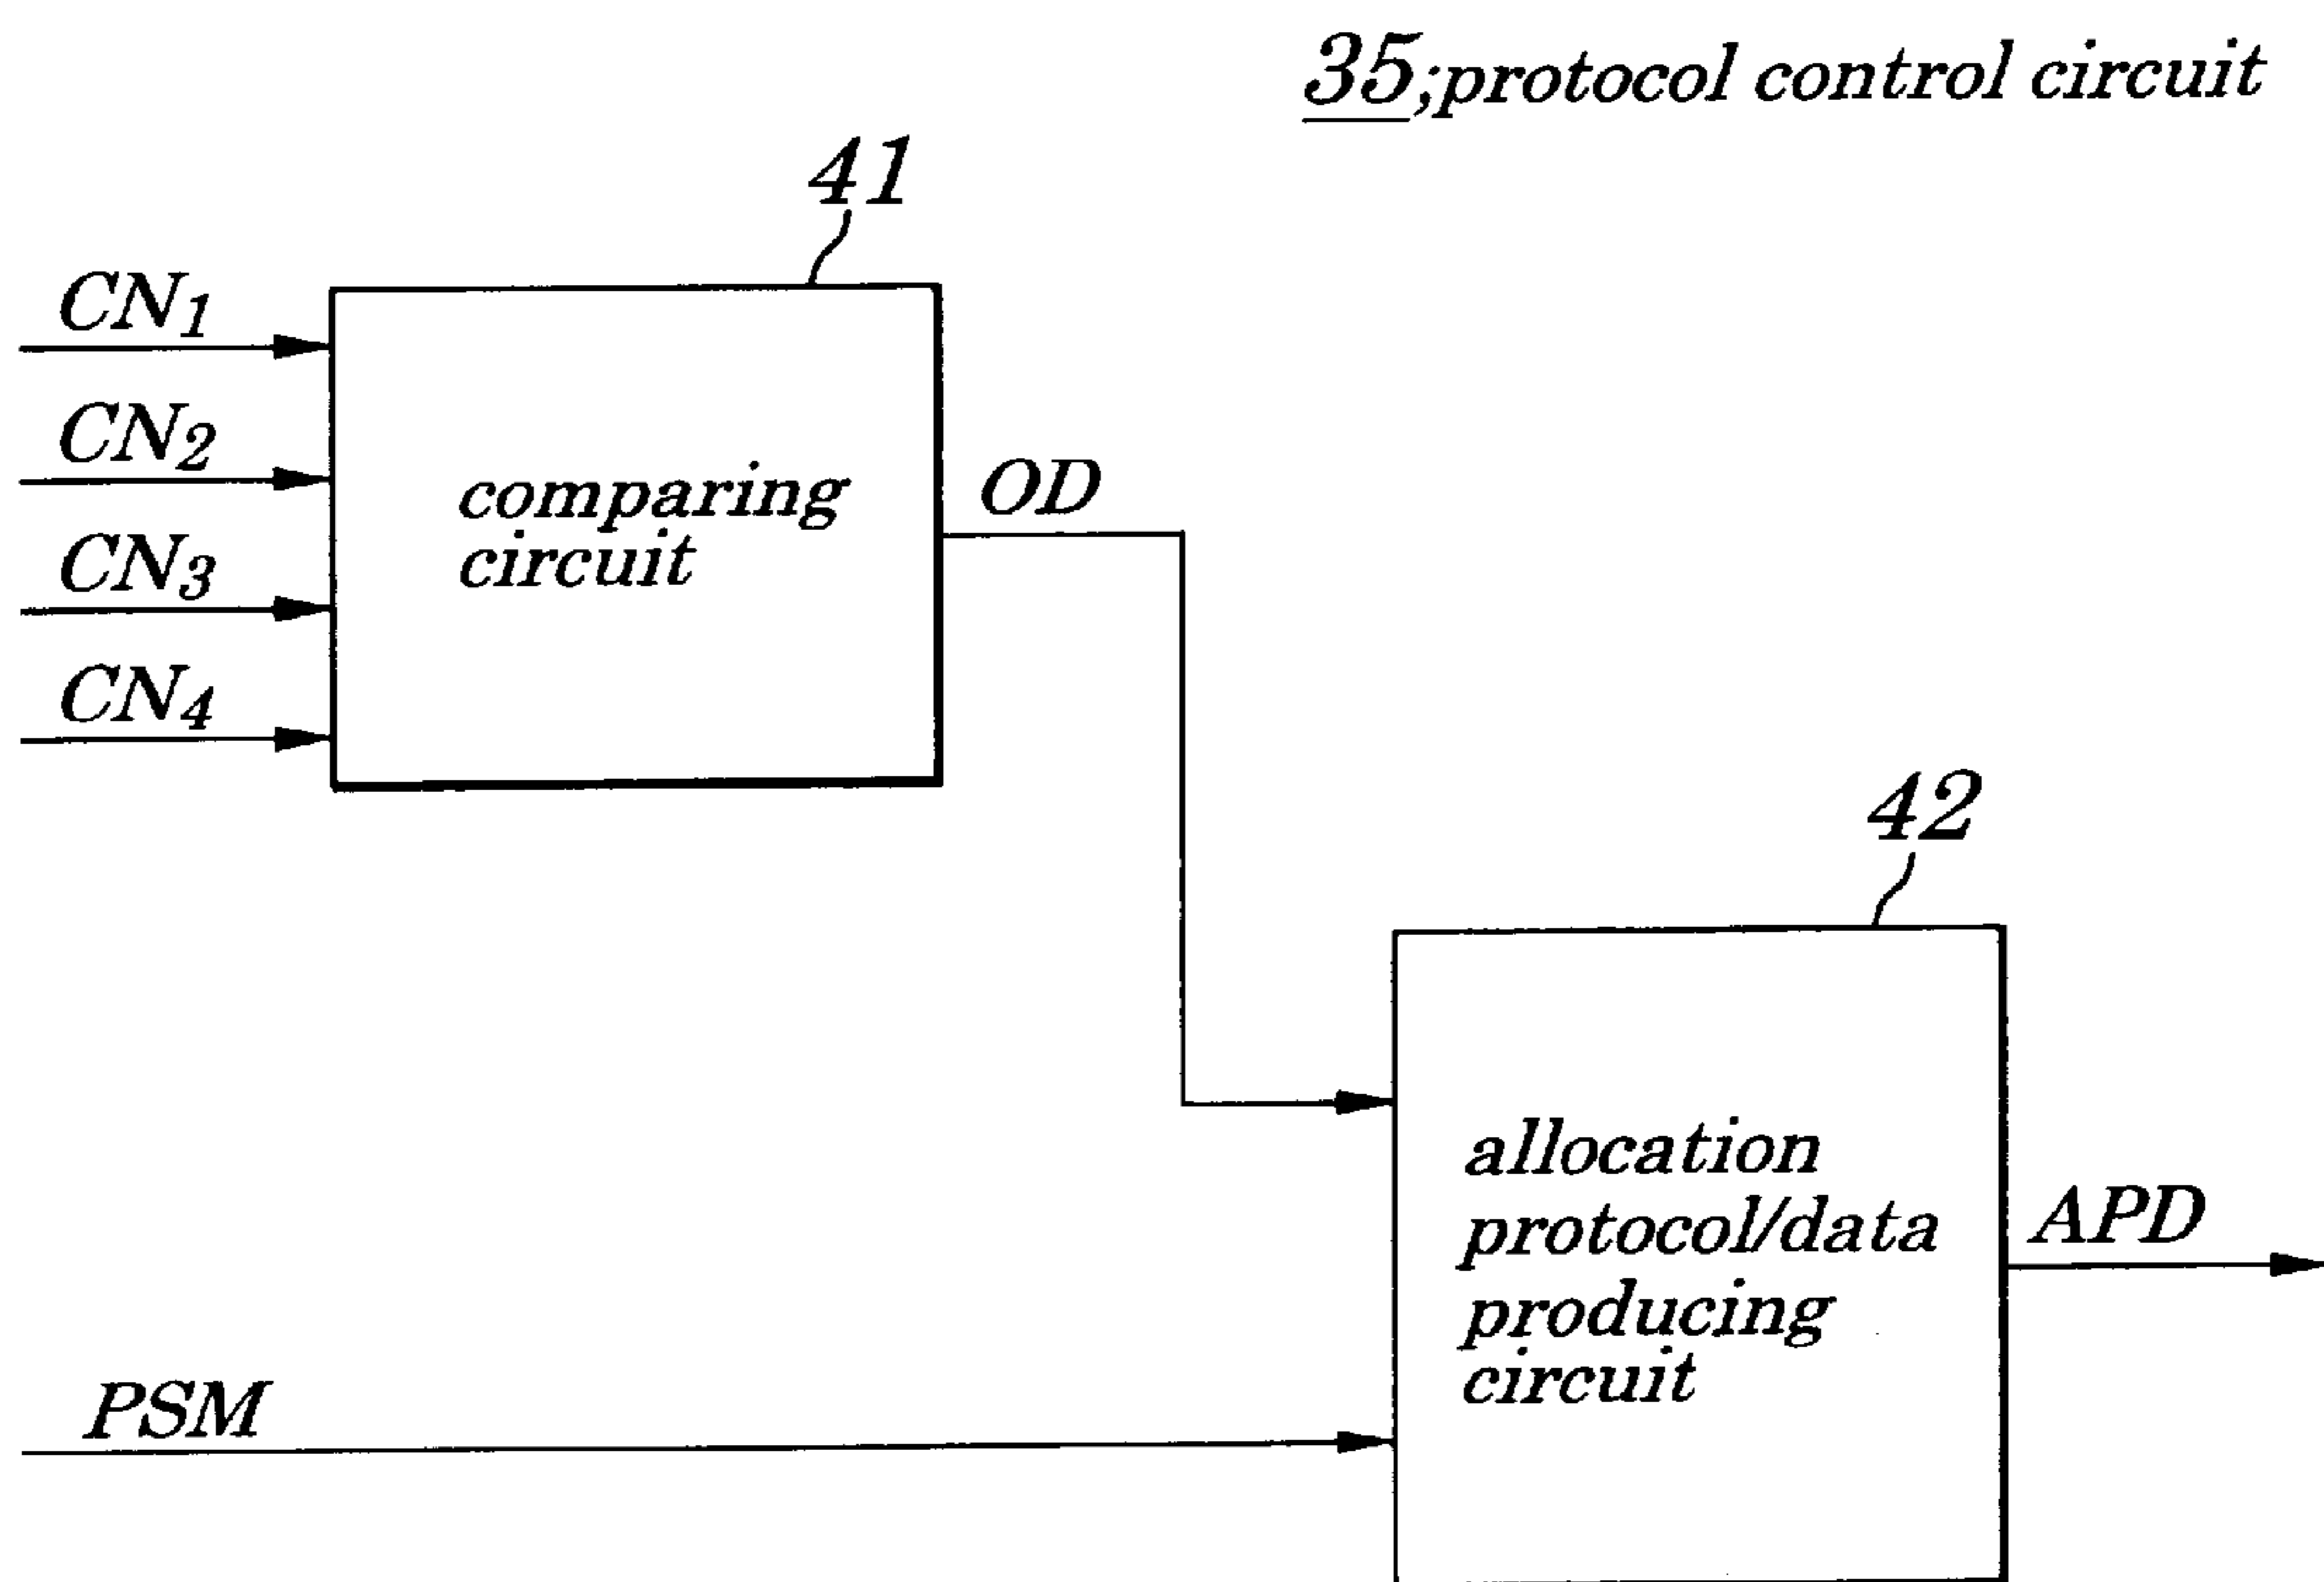 35;protocol control circuit
41
CN1
CN2
CN3
CN4
comparing
circuit
OD
42
allocation
protocol/data
producing
circuit
APD
PSM